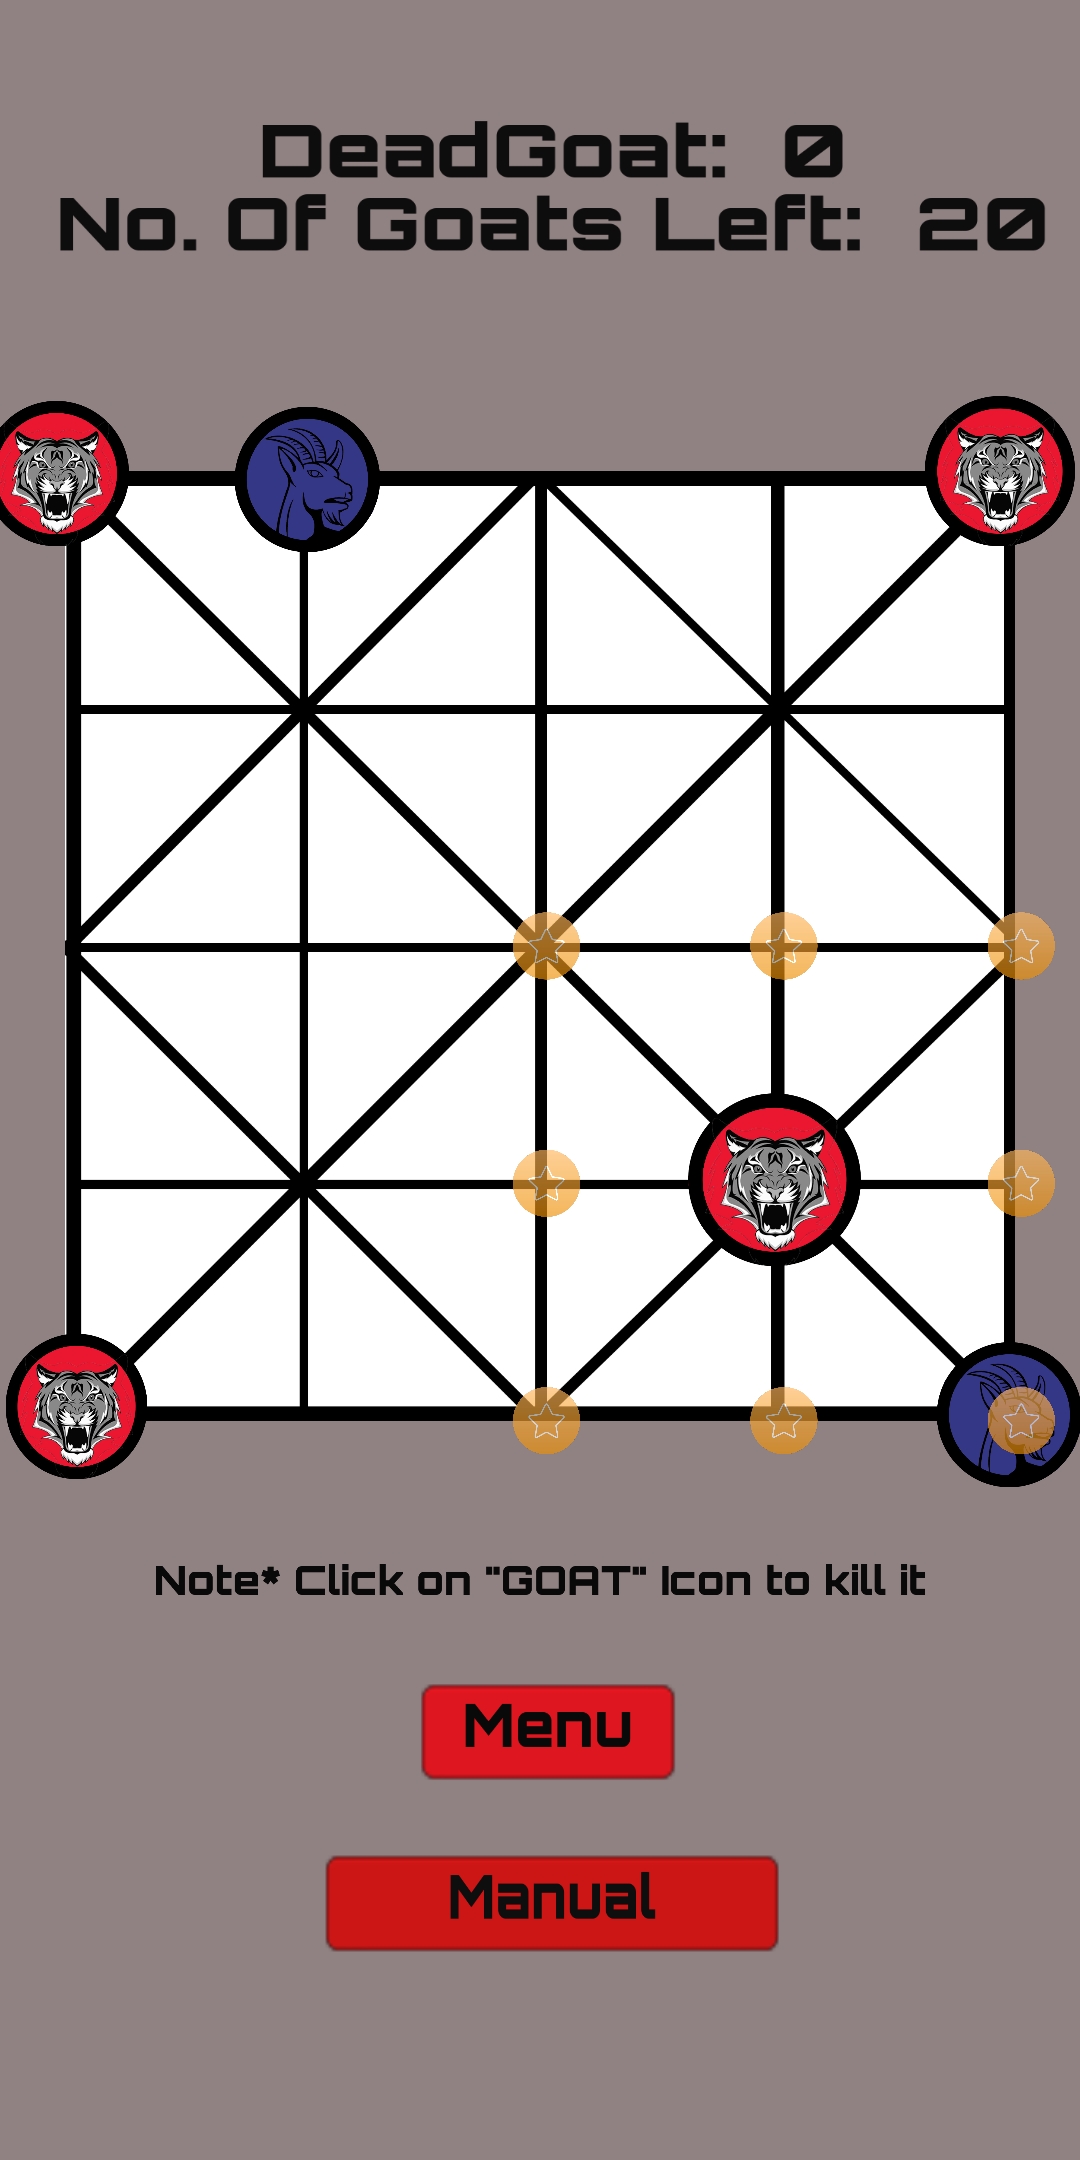 DeadGoat: 0
No. Of Goats Left: 20
Note* Click on "GOAT" Icon to kill it
Menu
Manual